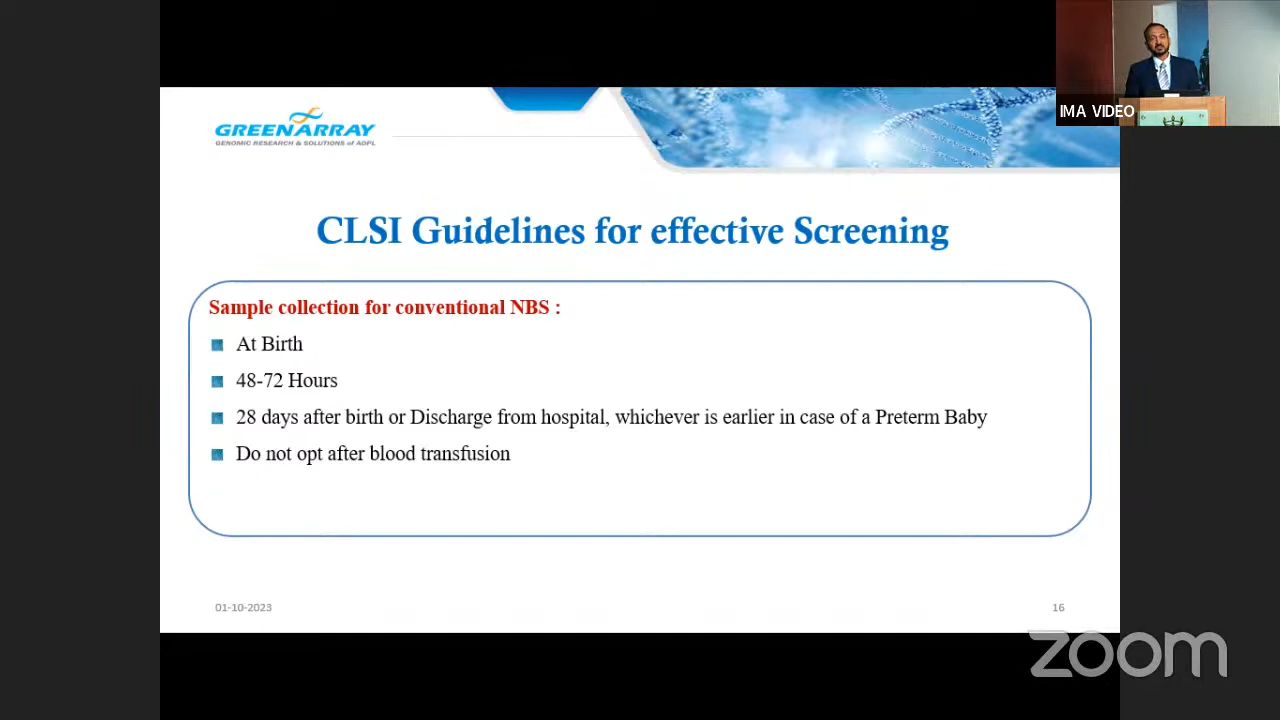 IMA VIDEO
GREENARRAY
GENOMIC RESEARCH & SOLUTIONS of AOPL
CLSI Guidelines for effective Screening
Sample collection for conventional NBS :
At Birth
48-72 Hours
28 days after birth or Discharge from hospital, whichever is earlier in case of a Preterm Baby
Do not opt after blood transfusion
01-10-2023
16
zoom